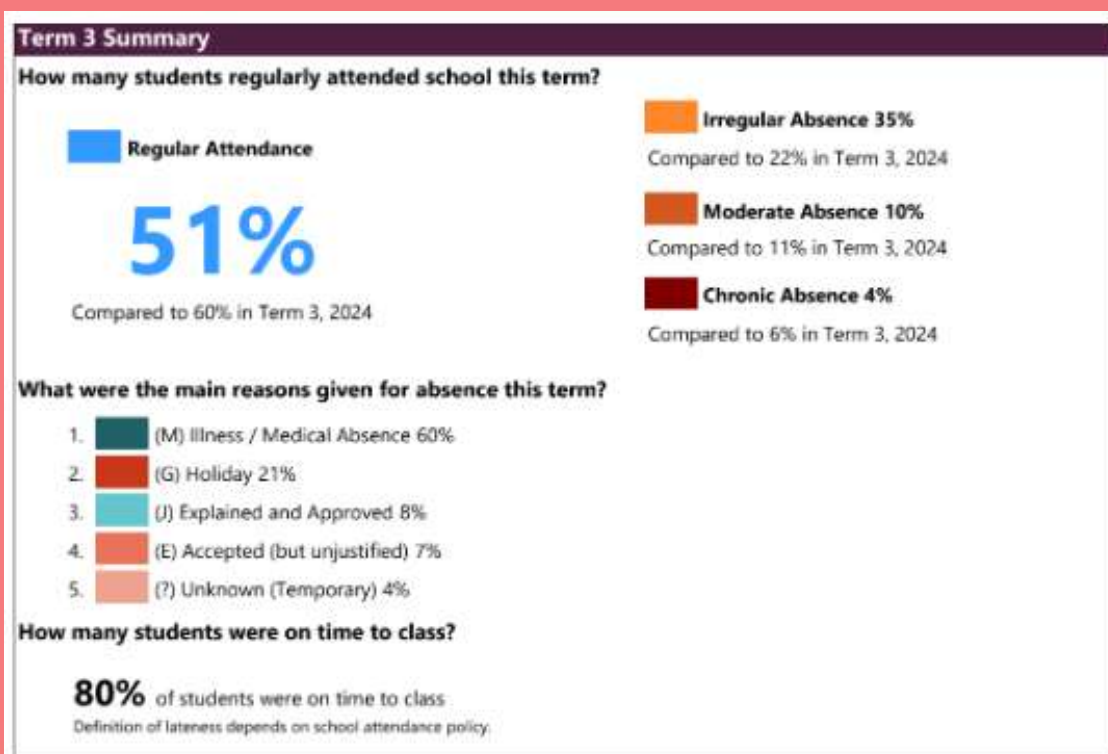 Term 3 Summary
How many students regularly attended school this term?
Regular Attendance
51%
Compared to 60% in Term 3, 2024
Irregular Absence 35%
Compared to 22% in Term 3, 2024
Moderate Absence 10%
Compared to 11% in Term 3, 2024
Chronic Absence 4%
Compared to 6% in Term 3, 2024
What were the main reasons given for absence this term?
1. (M) Illness / Medical Absence 60%
2. (G) Holiday 21%
3. (J) Explained and Approved 8%
4. (E) Accepted (but unjustified) 7%
5. (?) Unknown (Temporary) 4%
How many students were on time to class?
80% of students were on time to class
Definition of lateness depends on school attendance policy.